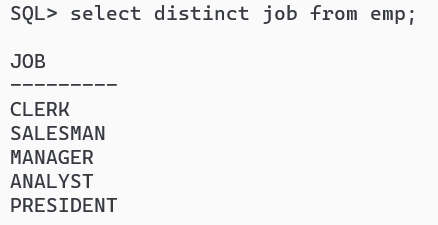 SQL> select distinct job from emp;
JOB
---------
CLERK
SALESMAN
MANAGER
ANALYST
PRESIDENT